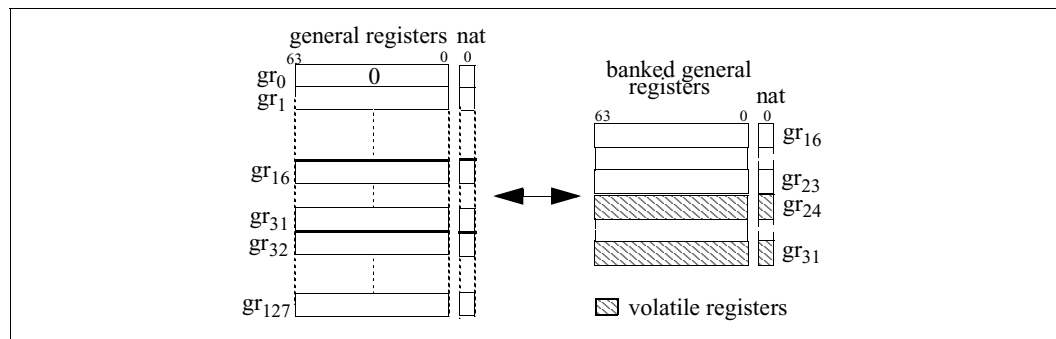 general registers nat
63 0 0
gr0 0
gr1
gr16
gr31
gr32
gr127
banked general
registers
nat
63 0 0
gr16
gr23
gr24
gr31
volatile registers